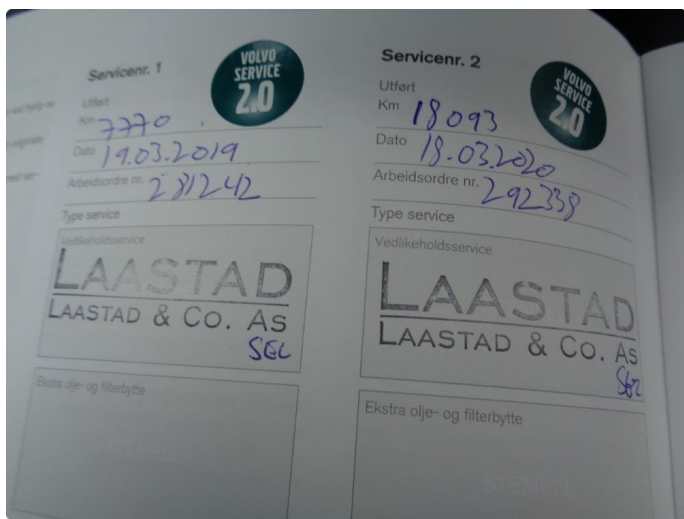 Servicenr. 1
VOLVO
SERVICE
2.0
Utført
Km 7770
Dato 19.03.2019
Arbeidsordre nr. 281242
Type service
Vedlikeholdsservice
LAASTAD
LAASTAD & CO. AS
Ekstra olje- og filterbytte
Servicenr. 2
VOLVO
SERVICE
2.0
Utført
Km 18093
Dato 18.03.2020
Arbeidsordre nr. 292338
Type service
Vedlikeholdsservice
LAASTAD
LAASTAD & CO. AS
Ekstra olje- og filterbytte
STEMPEL